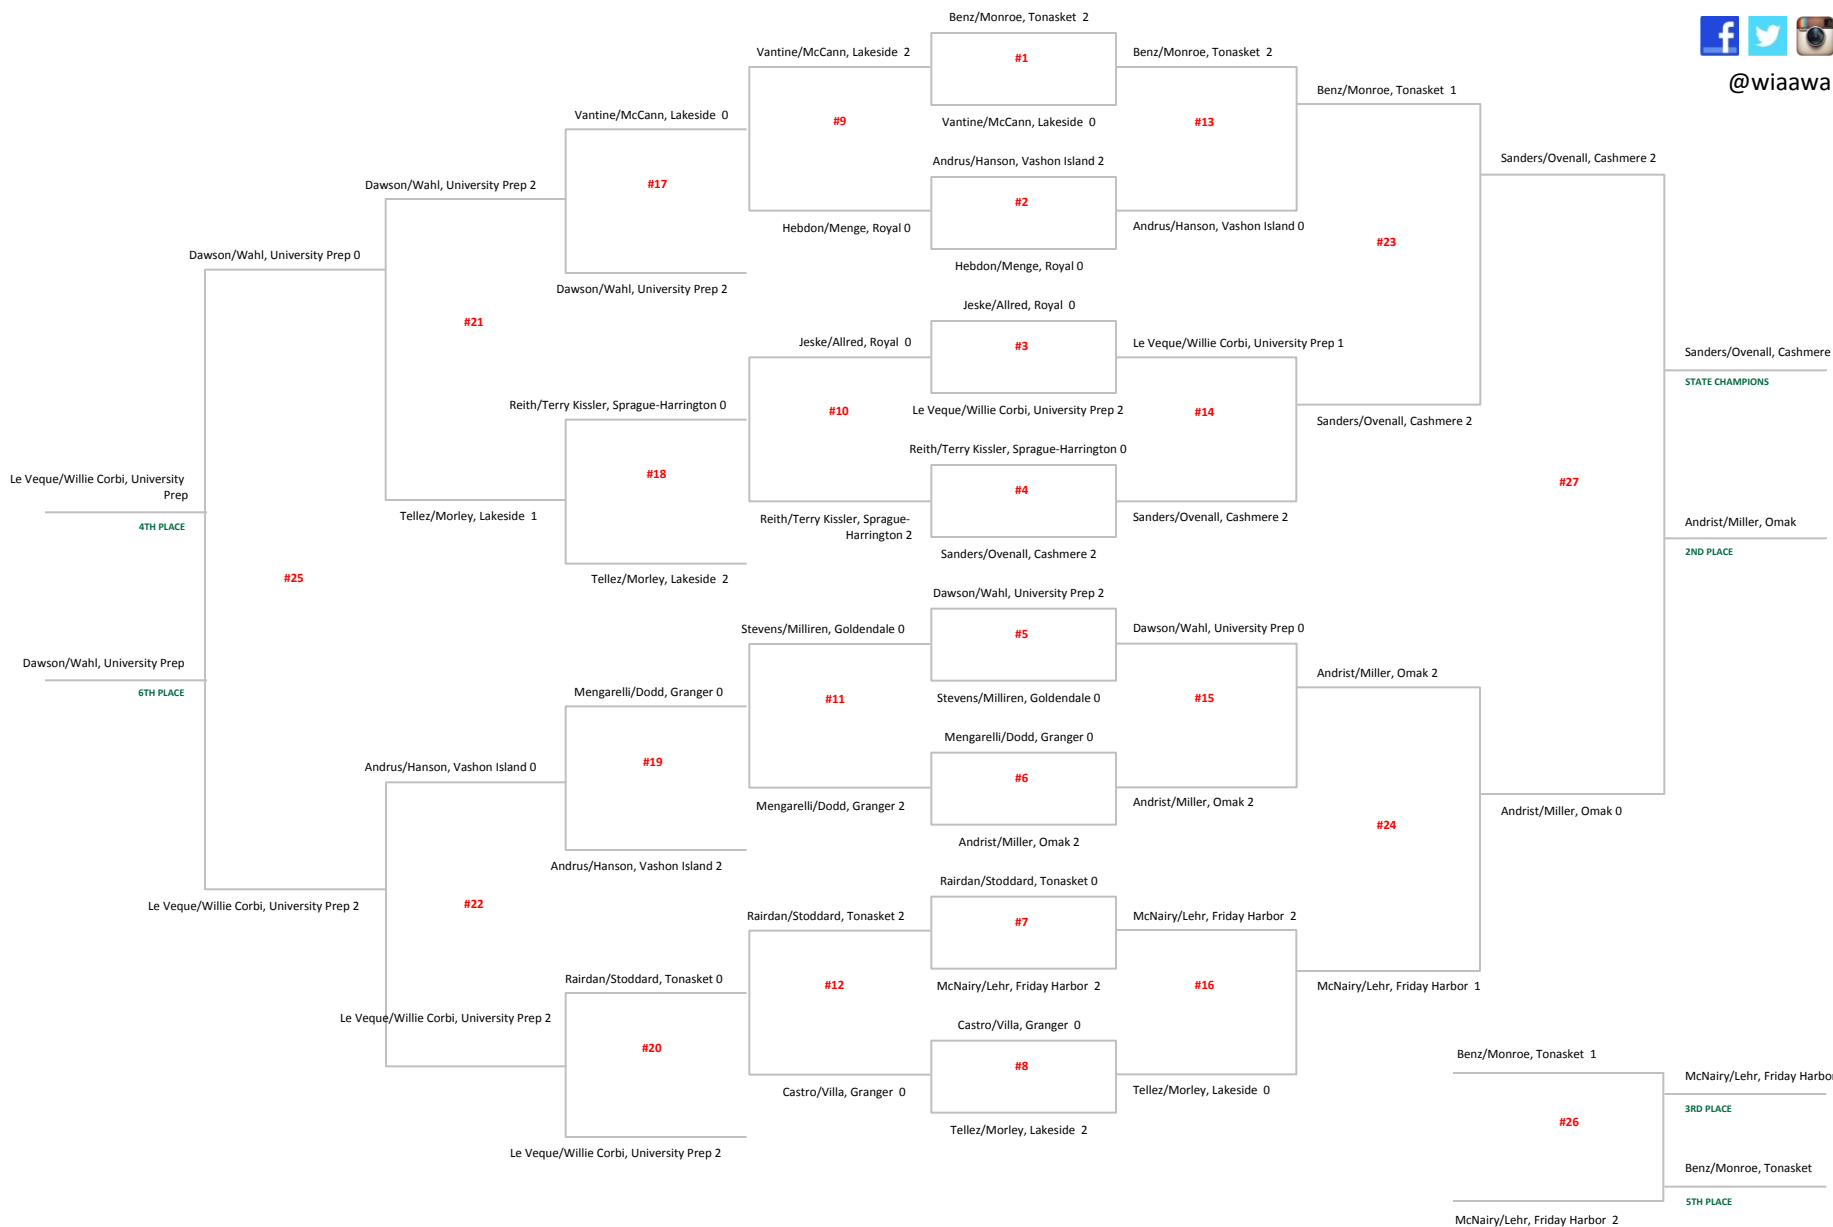 Benz/Monroe, Tonasket 2
Vantine/McCann, Lakeside 2
#1
Benz/Monroe, Tonasket 2
@wiaawa
Benz/Monroe, Tonasket 1
Vantine/McCann, Lakeside 0
#9
Vantine/McCann, Lakeside 0
#13
Andrus/Hanson, Vashon Island 2
Sanders/Ovenall, Cashmere 2
Dawson/Wahl, University Prep 2
#17
#2
Hebdon/Menge, Royal 0
Andrus/Hanson, Vashon Island 0
#23
Dawson/Wahl, University Prep 0
Hebdon/Menge, Royal 0
Dawson/Wahl, University Prep 2
Jeske/Allred, Royal 0
#21
Jeske/Allred, Royal 0
#3
Le Veque/Willie Corbi, University Prep 1
Sanders/Ovenall, Cashmere
STATE CHAMPIONS
Reith/Terry Kissler, Sprague-Harrington 0
#10
Le Veque/Willie Corbi, University Prep 2
#14
Sanders/Ovenall, Cashmere 2
Reith/Terry Kissler, Sprague-Harrington 0
#18
Le Veque/Willie Corbi, University
Prep
#4
#27
Tellez/Morley, Lakeside 1
Reith/Terry Kissler, Sprague-
Harrington 2
Sanders/Ovenall, Cashmere 2
Andrist/Miller, Omak
4TH PLACE
2ND PLACE
Sanders/Ovenall, Cashmere 2
#25
Tellez/Morley, Lakeside 2
Dawson/Wahl, University Prep 2
Stevens/Milliren, Goldendale 0
#5
Dawson/Wahl, University Prep 0
Dawson/Wahl, University Prep
6TH PLACE
Andrist/Miller, Omak 2
Mengarelli/Dodd, Granger 0
#11
Stevens/Milliren, Goldendale 0
#15
Mengarelli/Dodd, Granger 0
Andrus/Hanson, Vashon Island 0
#19
#6
Mengarelli/Dodd, Granger 2
Andrist/Miller, Omak 2
Andrist/Miller, Omak 0
#24
Andrist/Miller, Omak 2
Andrus/Hanson, Vashon Island 2
Rairdan/Stoddard, Tonasket 0
Le Veque/Willie Corbi, University Prep 2
#22
Rairdan/Stoddard, Tonasket 2
#7
McNairy/Lehr, Friday Harbor 2
Rairdan/Stoddard, Tonasket 0
#12
McNairy/Lehr, Friday Harbor 2
#16
McNairy/Lehr, Friday Harbor 1
Le Veque/Willie Corbi, University Prep 2
Castro/Villa, Granger 0
#20
#8
Benz/Monroe, Tonasket 1
Castro/Villa, Granger 0
Tellez/Morley, Lakeside 0
McNairy/Lehr, Friday Harbor
3RD PLACE
Tellez/Morley, Lakeside 2
#26
Le Veque/Willie Corbi, University Prep 2
Benz/Monroe, Tonasket
5TH PLACE
McNairy/Lehr, Friday Harbor 2